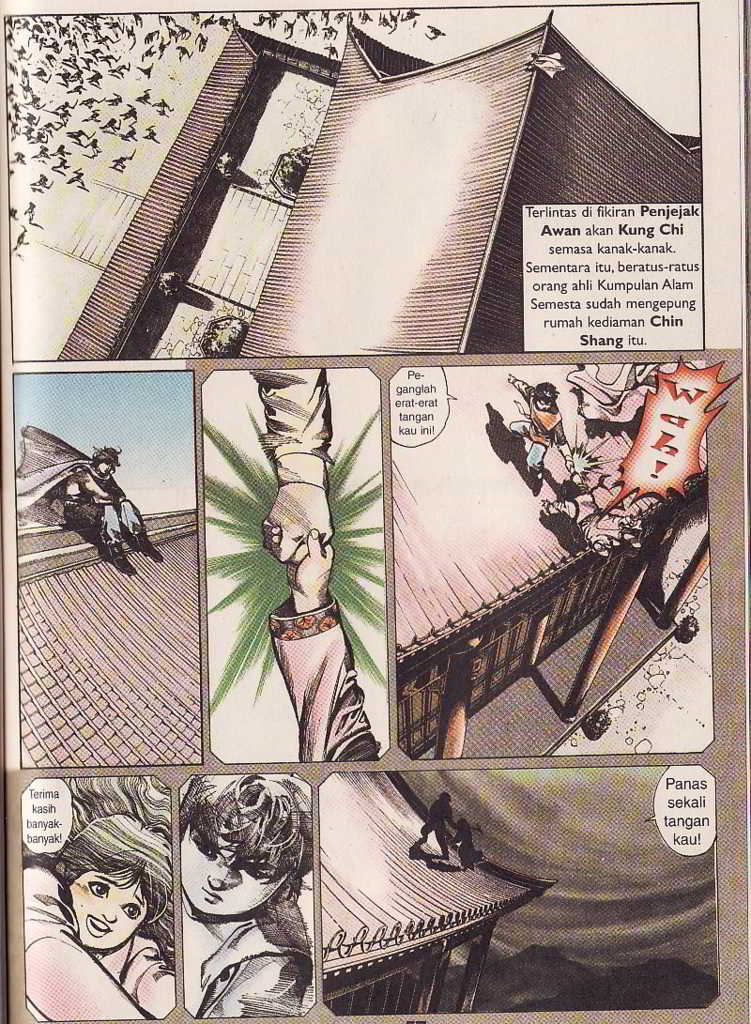 Terlintas di fikiran Penjejak
Awan akan Kung Chi
semasa kanak-kanak.
Sementara itu, beratus-ratus
orang ahli Kumpulan Alam
Semesta sudah mengepung
rumah kediaman Chin
Shang itu.
Pe-
ganglah
erat-erat
tangan
kau ini!
Terima
kasih
banyak-
banyak!
Panas
sekali
tangan
kau!